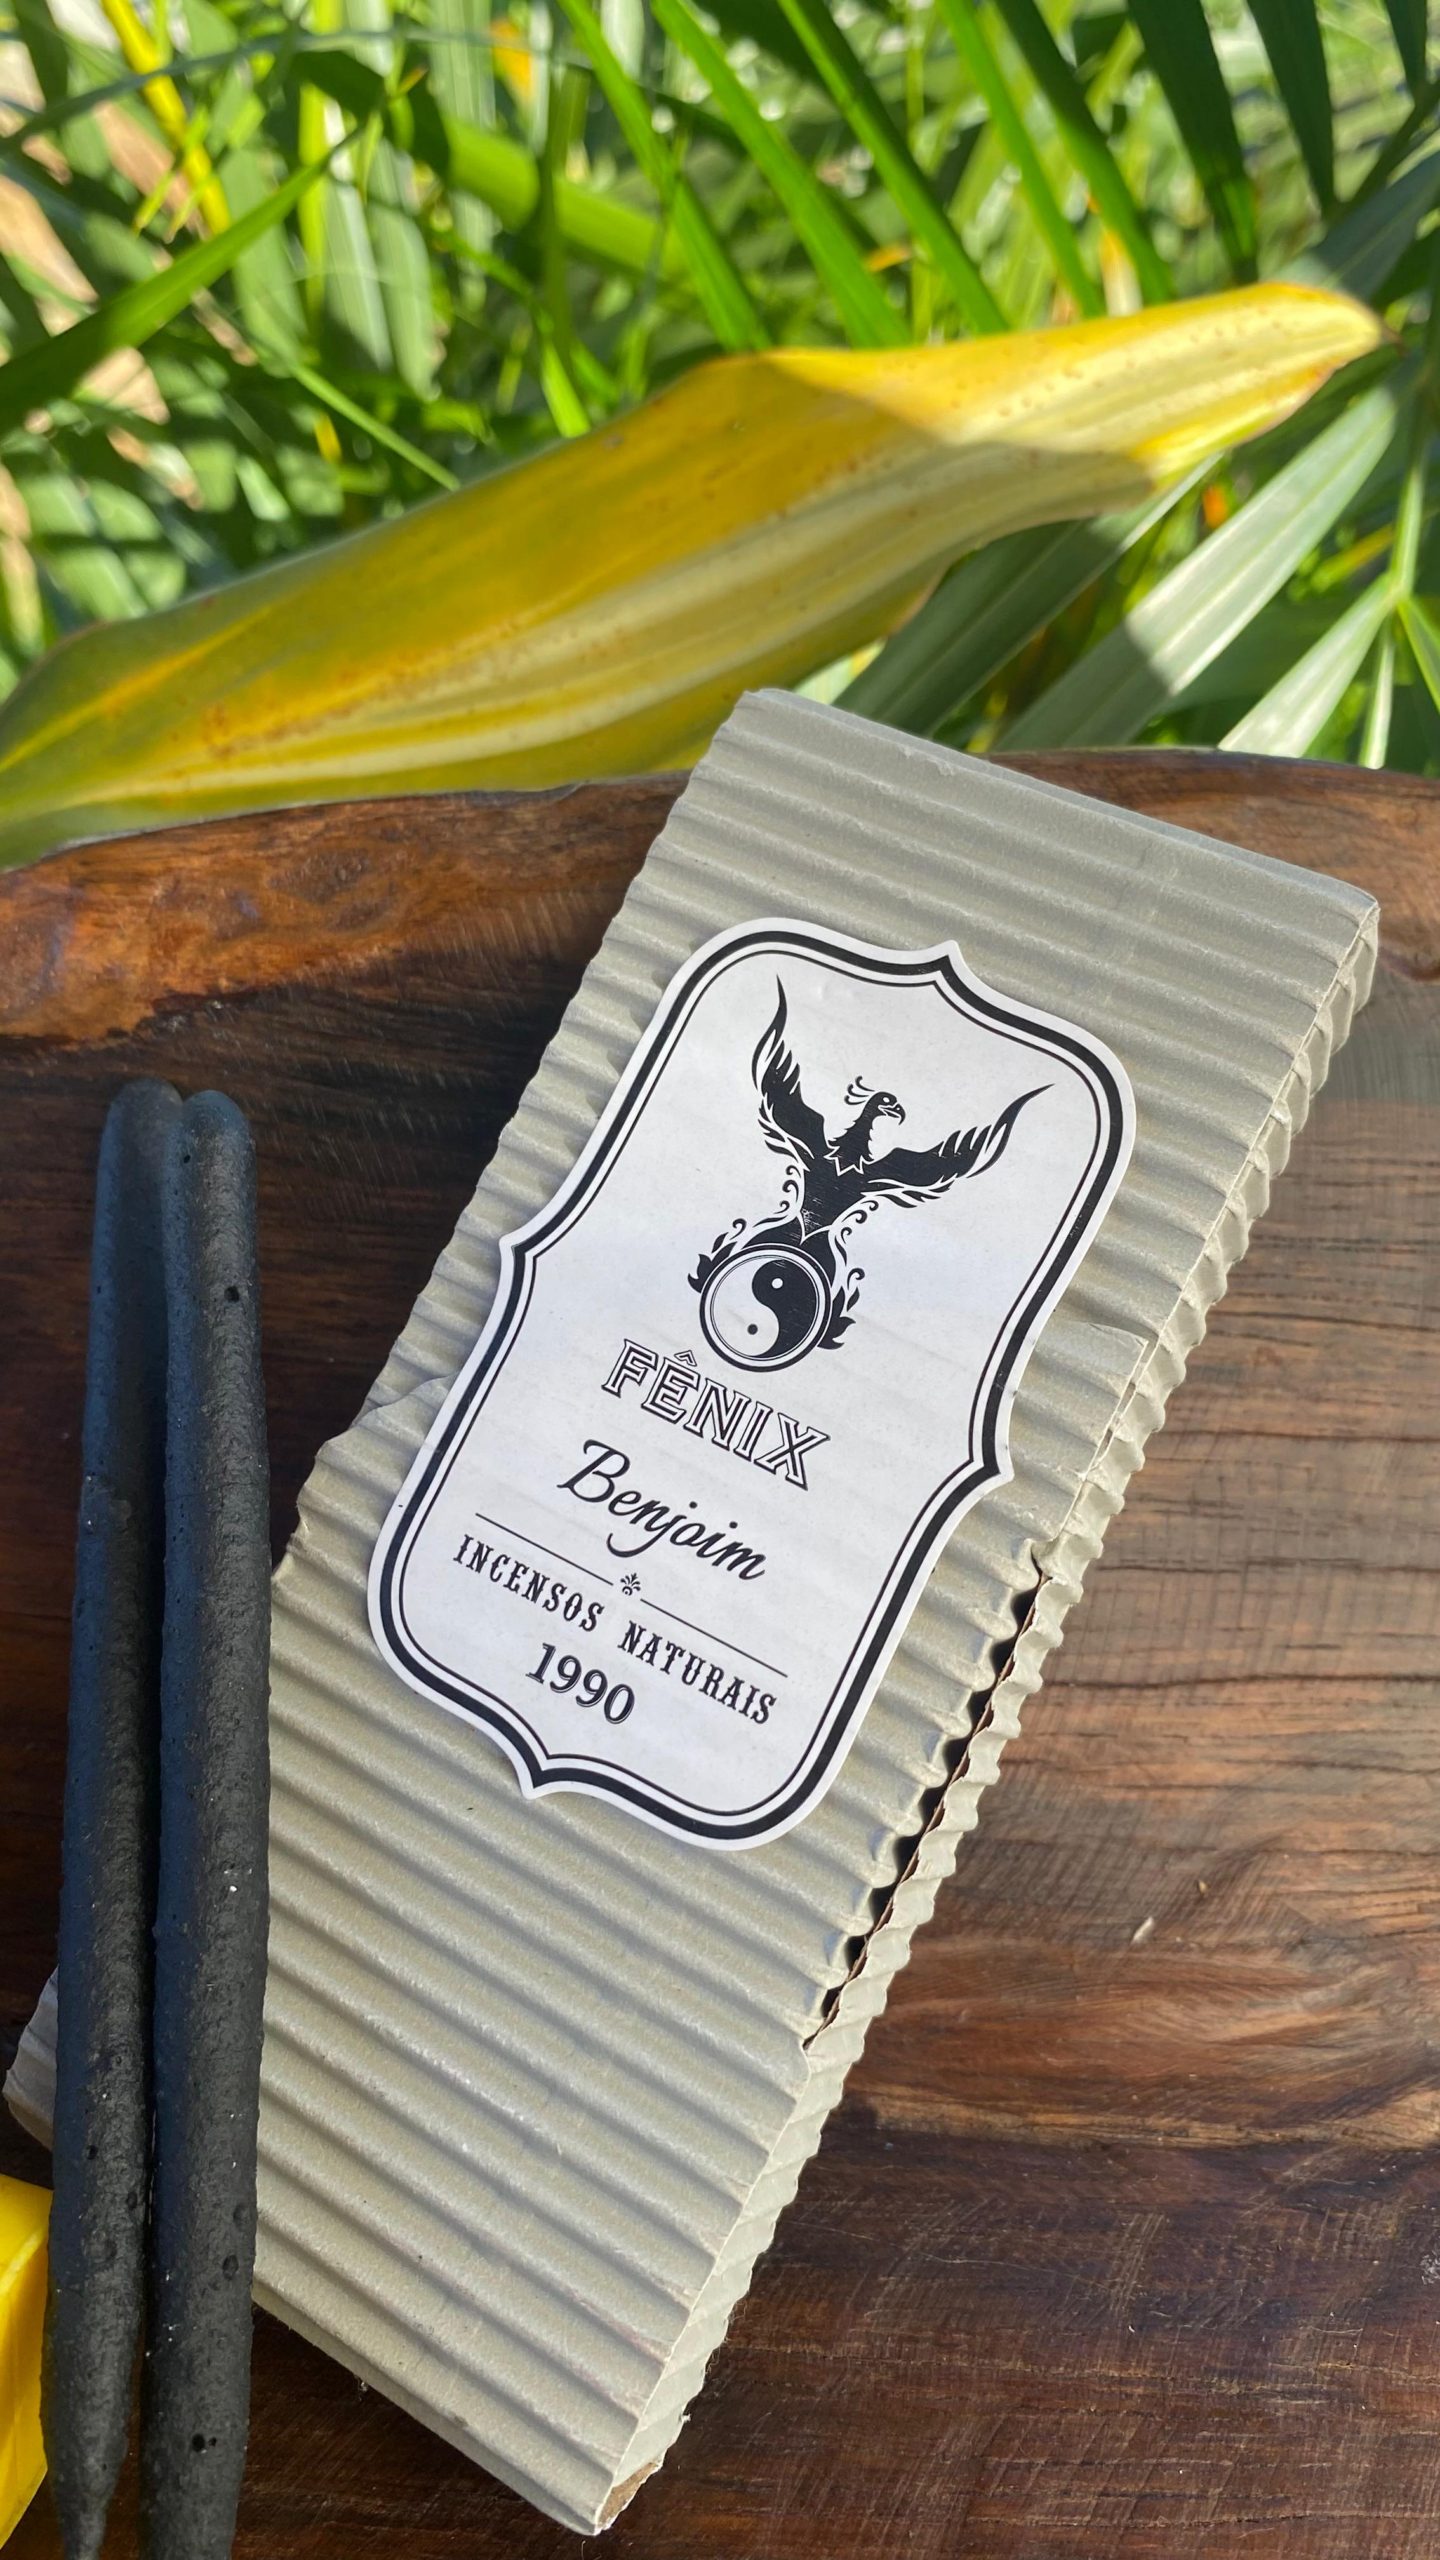 FÊNIX
Benjoim
INCENSOS NATURAIS
1990